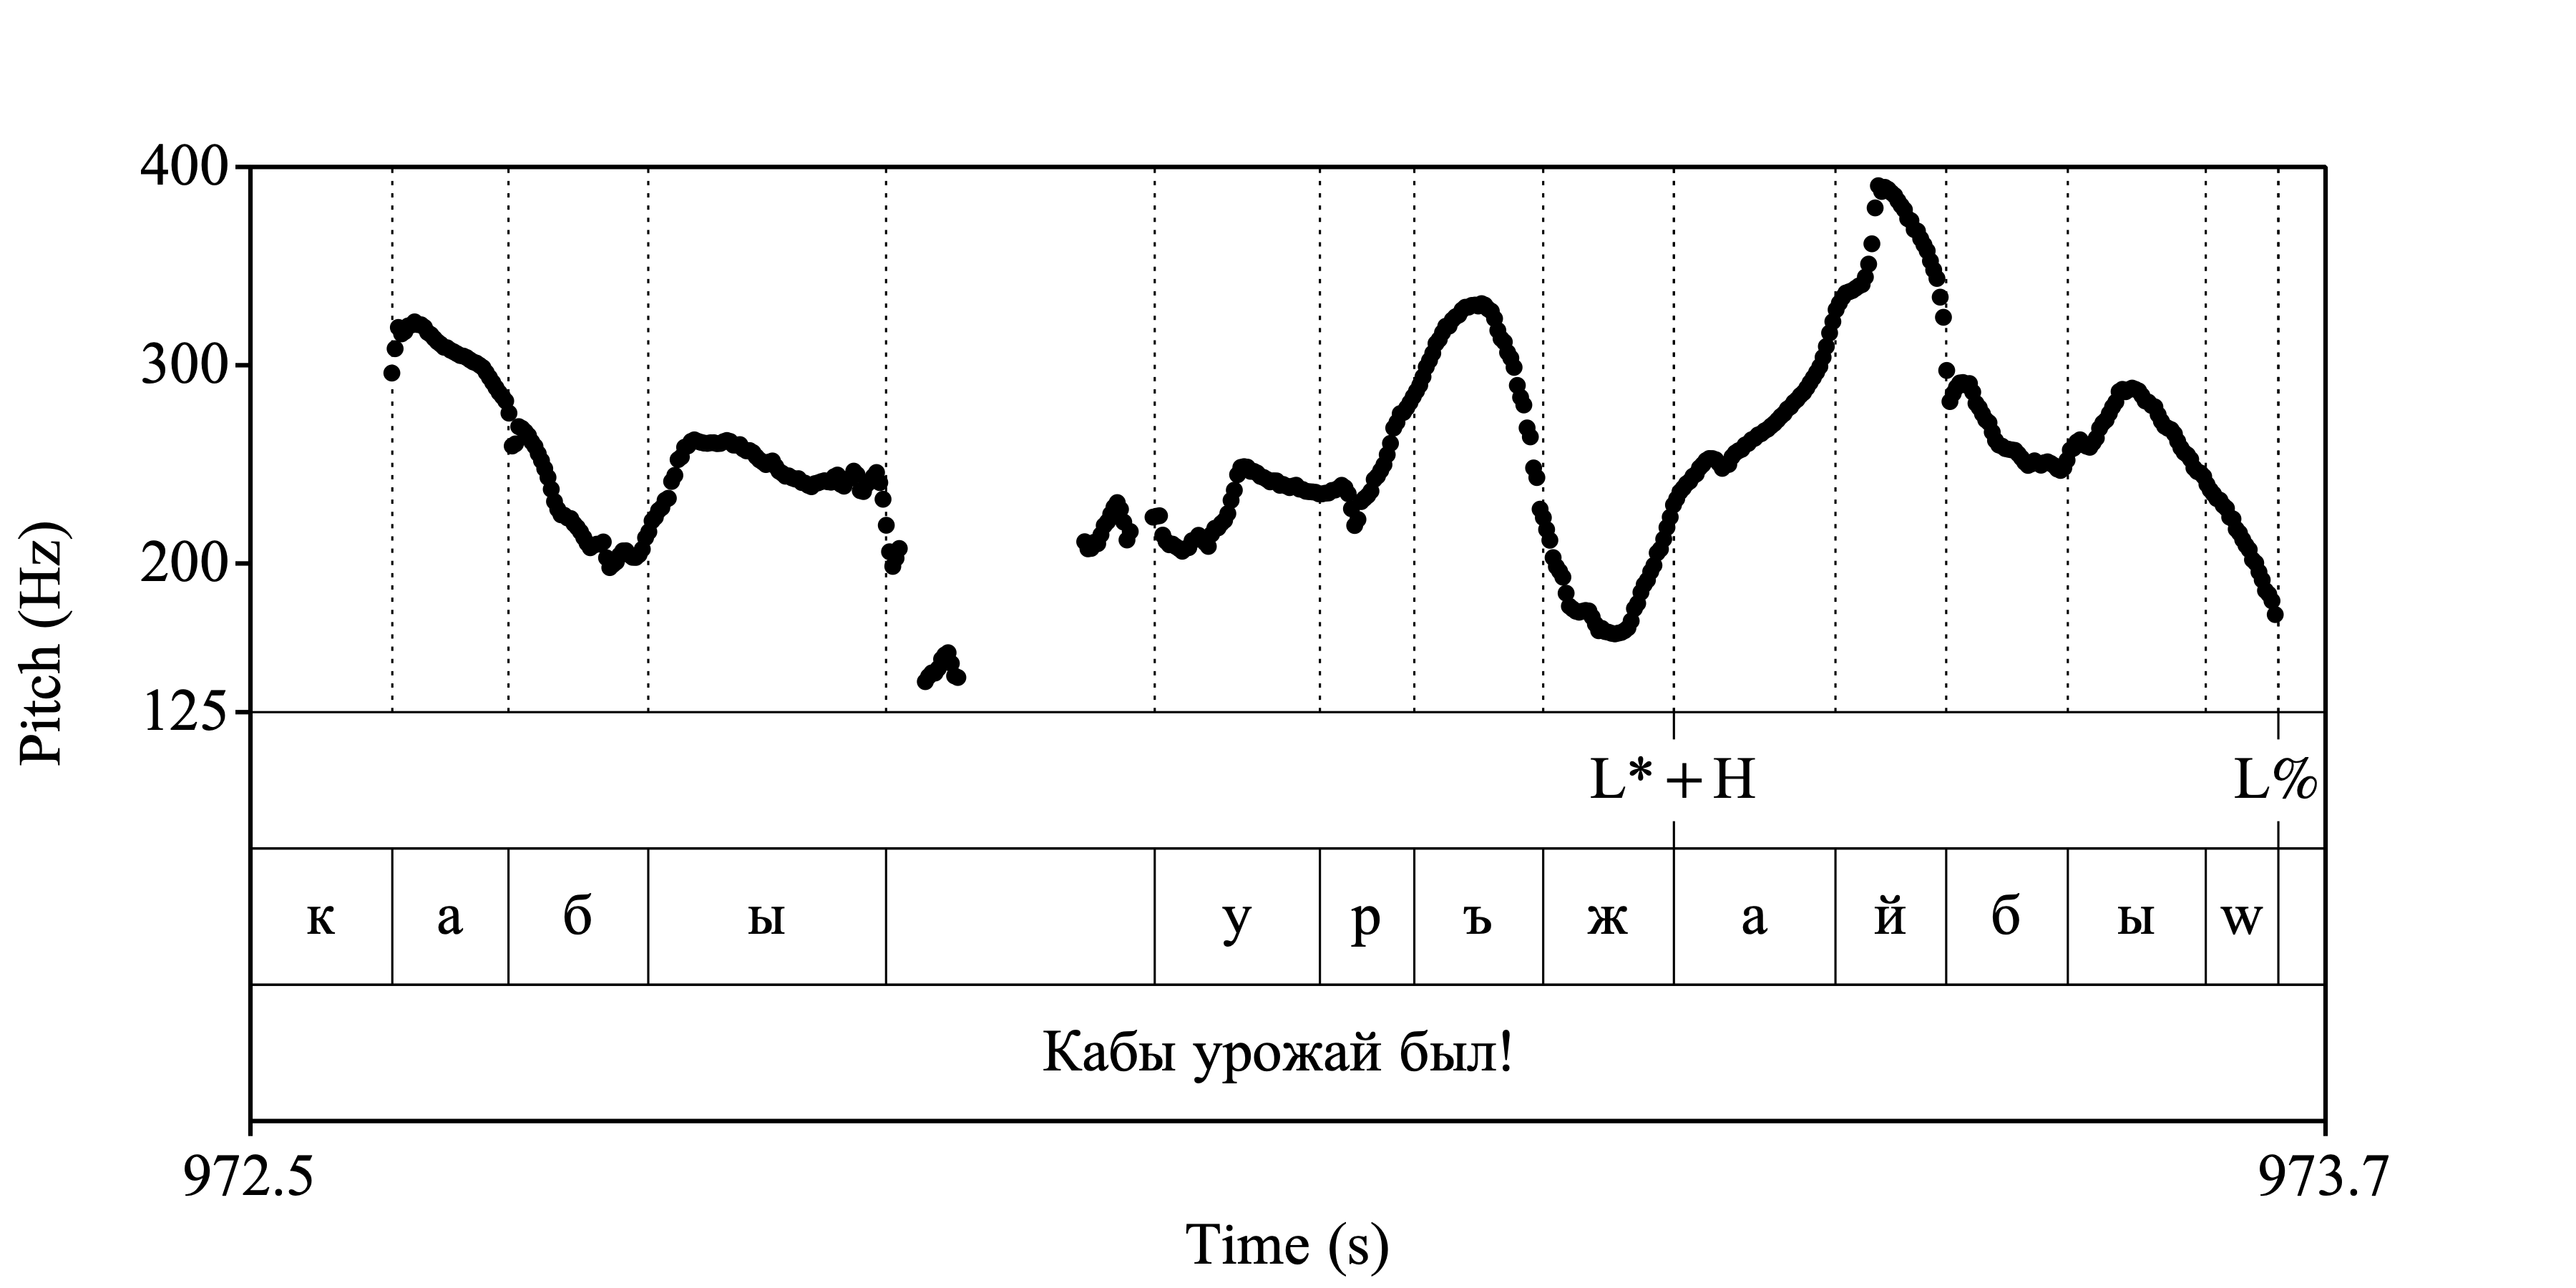 400
300
200
125
Pitch (Hz)
L* + H L%
к а б ы у р ъ ж а й б ы w
Кабы урожай был!
972.5 973.7
Time (s)